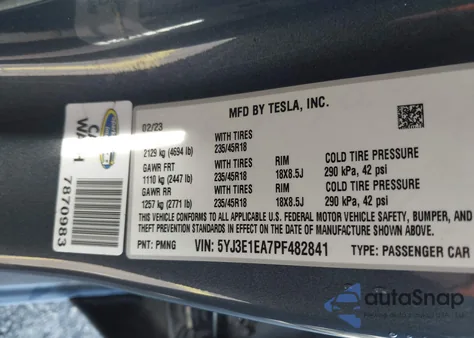 MFD BY TESLA, INC.
02/23
2129 kg (4694 lb) WITH TIRES 235/45R18
GAWR FRT
1110 kg (2447 lb) WITH TIRES 235/45R18 RIM 18X8.5J COLD TIRE PRESSURE 290 kPa, 42 psi
GAWR RR
1257 kg (2771 lb) WITH TIRES 235/45R18 RIM 18X8.5J COLD TIRE PRESSURE 290 kPa, 42 psi
THIS VEHICLE CONFORMS TO ALL APPLICABLE FEDERAL MOTOR VEHICLE SAFETY, BUMPER, AND
THEFT PREVENTION STANDARDS IN EFFECT ON THE DATE OF MANUFACTURE SHOWN ABOVE.
PNT: PMNG VIN: 5YJ3E1EA7PF482841 TYPE: PASSENGER CAR
7870983
autoSnap